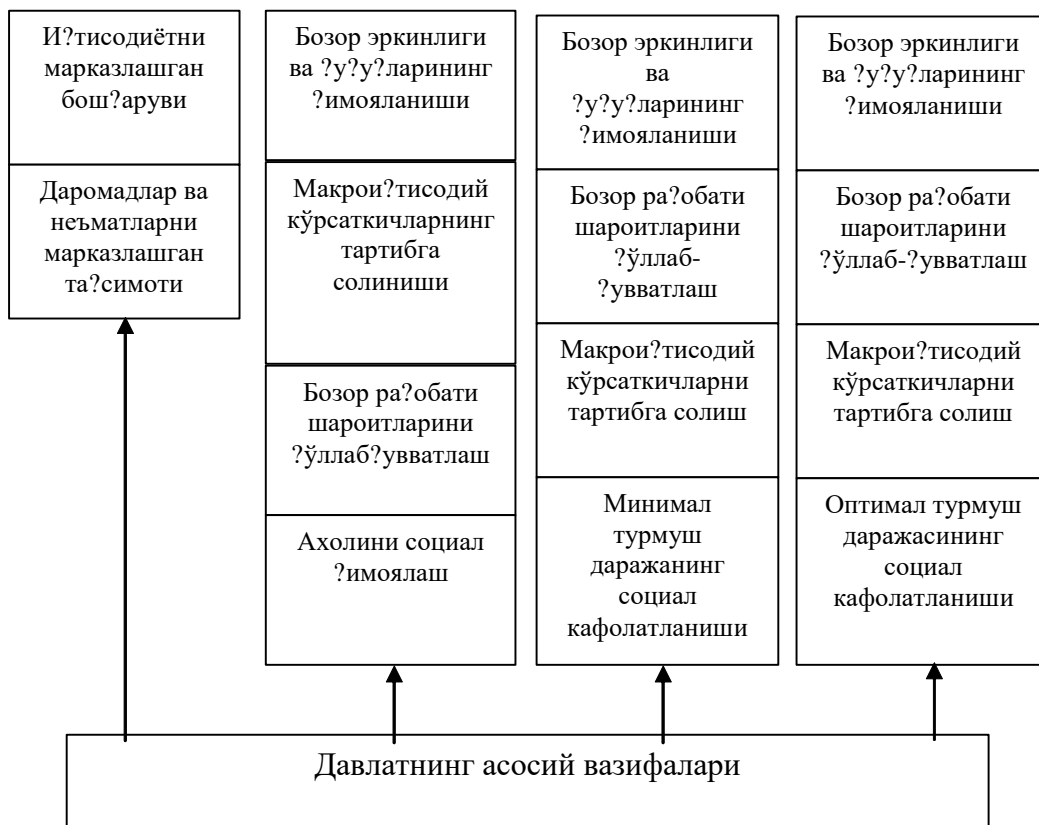 И?тисодиётни
марказлашган
бош?аруви
Даромадлар ва
неъматларни
марказлашган
та?симоти
Бозор эркинлиги
ва ?у?у?ларининг
?имояланиши
Макрои?тисодий
кўрсаткичларнинг
тартибга
солиниши
Бозор ра?обати
шароитларини
?ўллаб?увватлаш
Ахолини социал
?имоялаш
Бозор эркинлиги
ва
?у?у?ларининг
?имояланиши
Бозор ра?обати
шароитларини
?ўллаб-
?увватлаш
Макрои?тисодий
кўрсаткичларни
тартибга солиш
Минимал
турмуш
даражанинг
социал
кафолатланиши
Бозор эркинлиги
ва ?у?у?ларининг
?имояланиши
Бозор ра?обати
шароитларини
?ўллаб-?увватлаш
Макрои?тисодий
кўрсаткичларни
тартибга солиш
Оптимал турмуш
даражасининг
социал
кафолатланиши
Давлатнинг асосий вазифалари